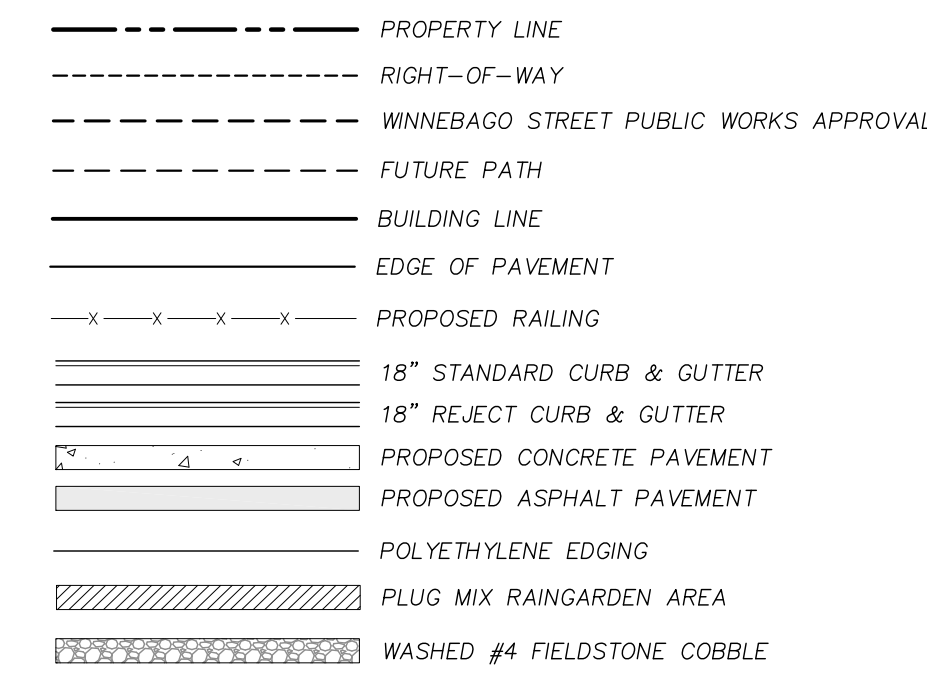 PROPERTY LINE
RIGHT-OF-WAY
WINNEBAGO STREET PUBLIC WORKS APPROVAL
FUTURE PATH
BUILDING LINE
EDGE OF PAVEMENT
X X X X PROPOSED RAILING
18" STANDARD CURB & GUTTER
18" REJECT CURB & GUTTER
PROPOSED CONCRETE PAVEMENT
PROPOSED ASPHALT PAVEMENT
POLYETHYLENE EDGING
PLUG MIX RAINGARDEN AREA
WASHED #4 FIELDSTONE COBBLE